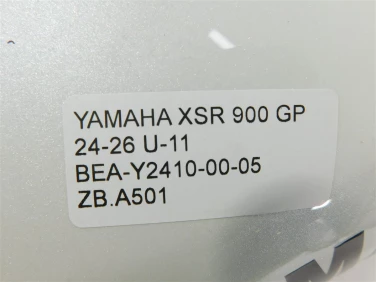 YAMAHA XSR 900 GP
24-26 U-11
BEA-Y2410-00-05
ZB.A501